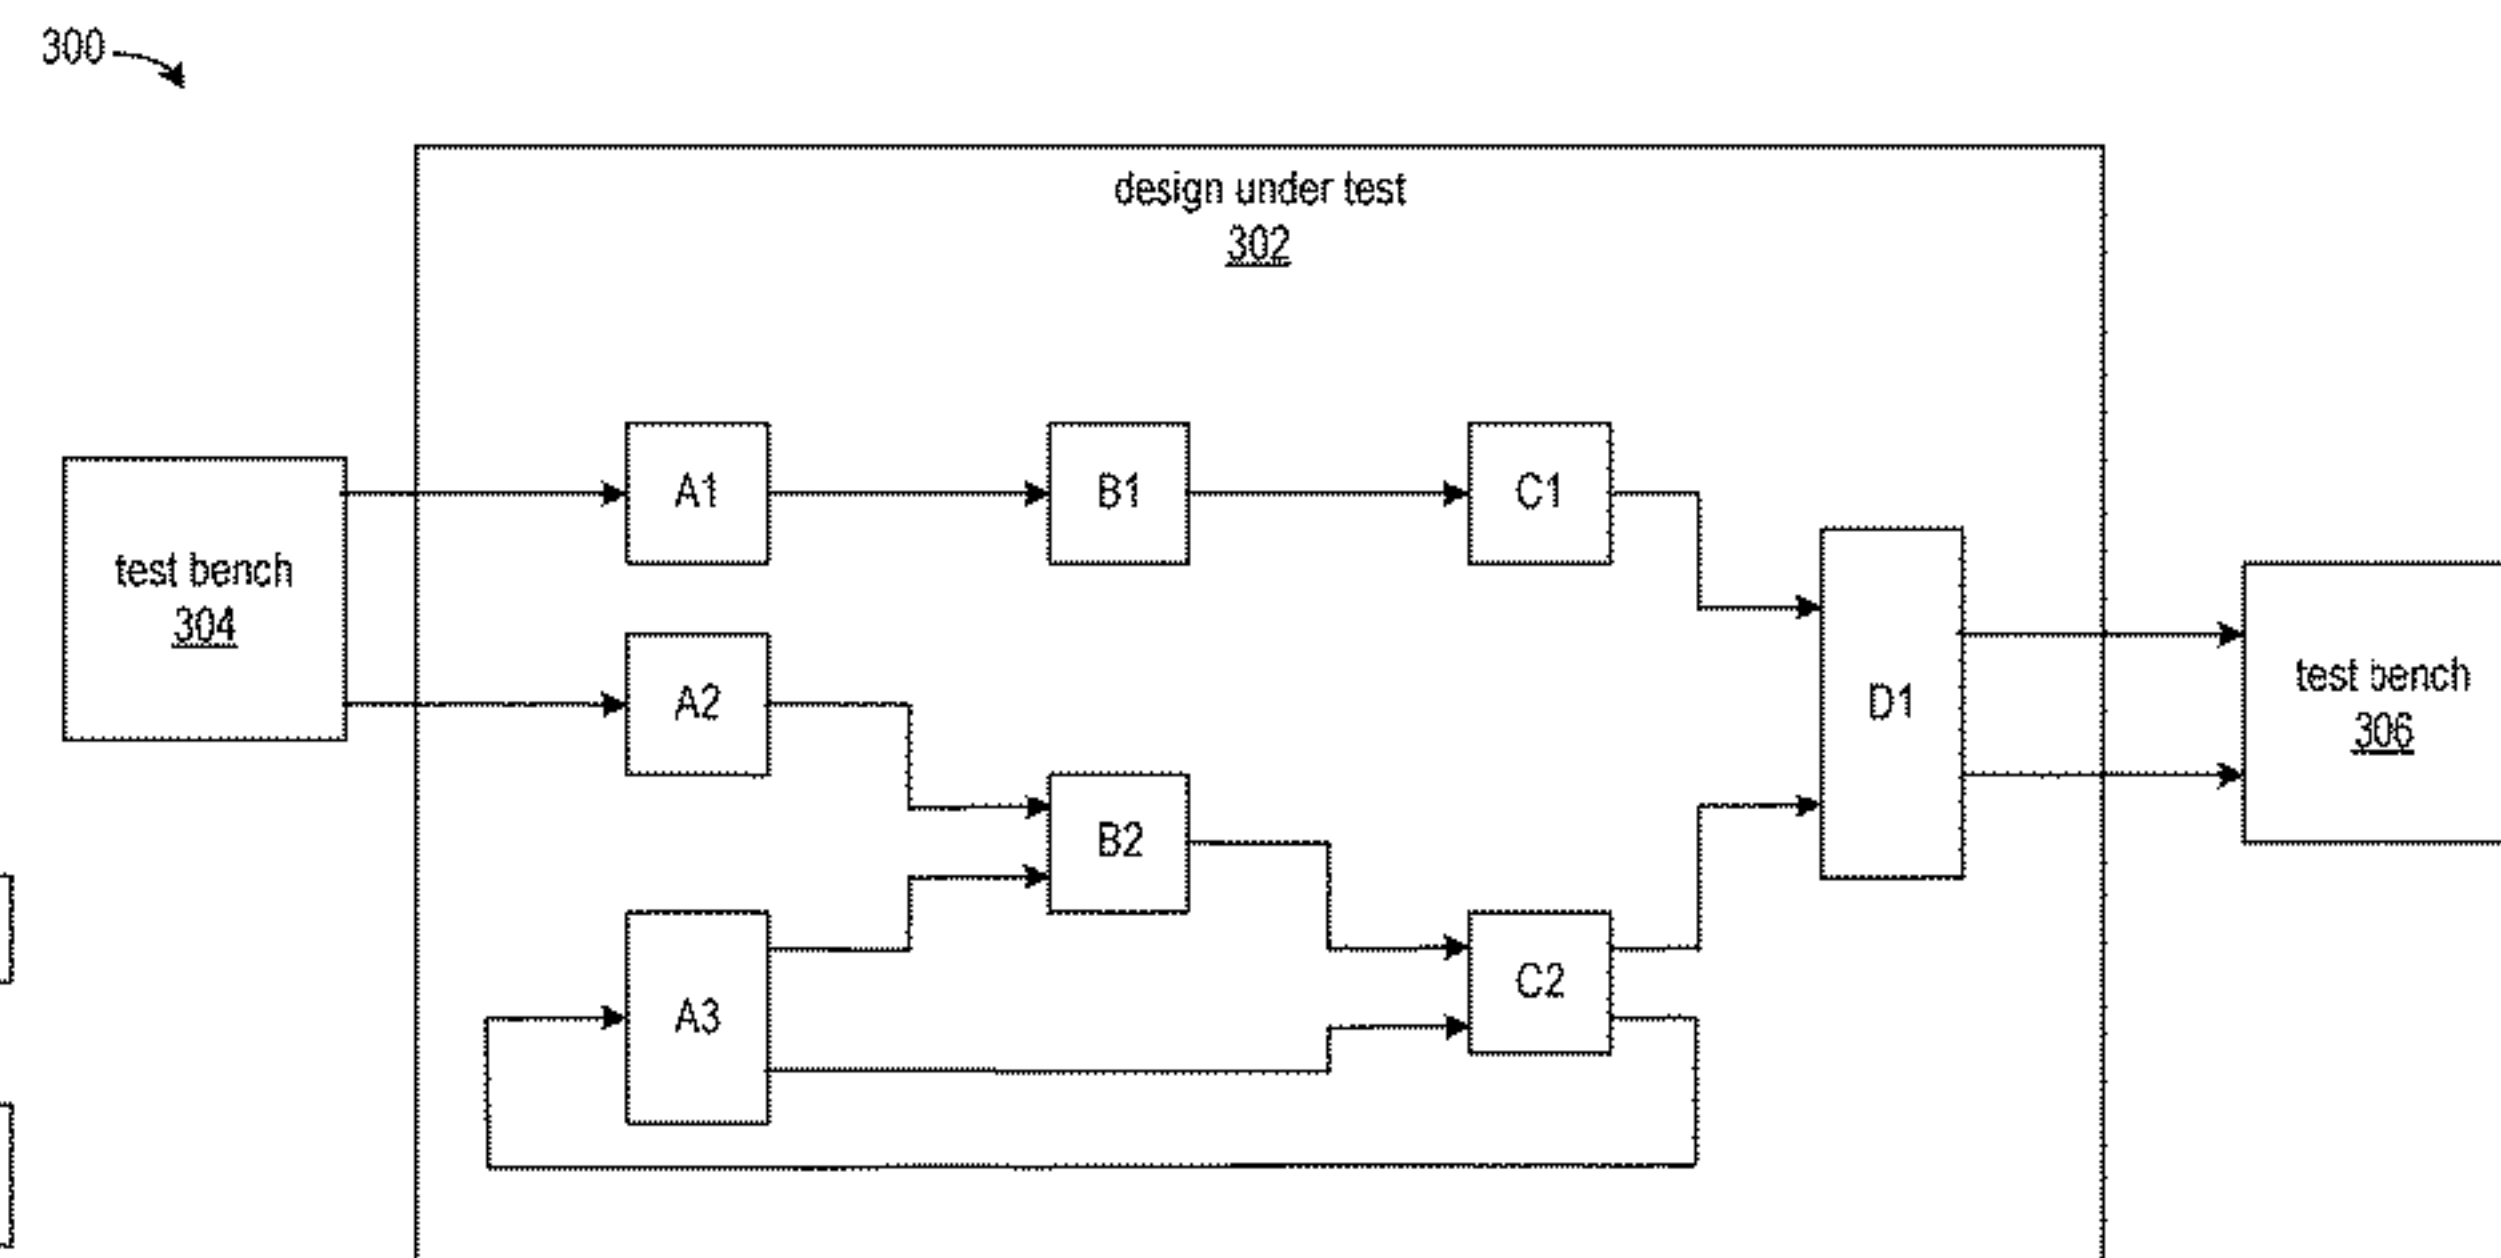 300
design under test
302
A1
B1
C1
test bench
304
A2
D1
test bench
306
B2
C2
A3